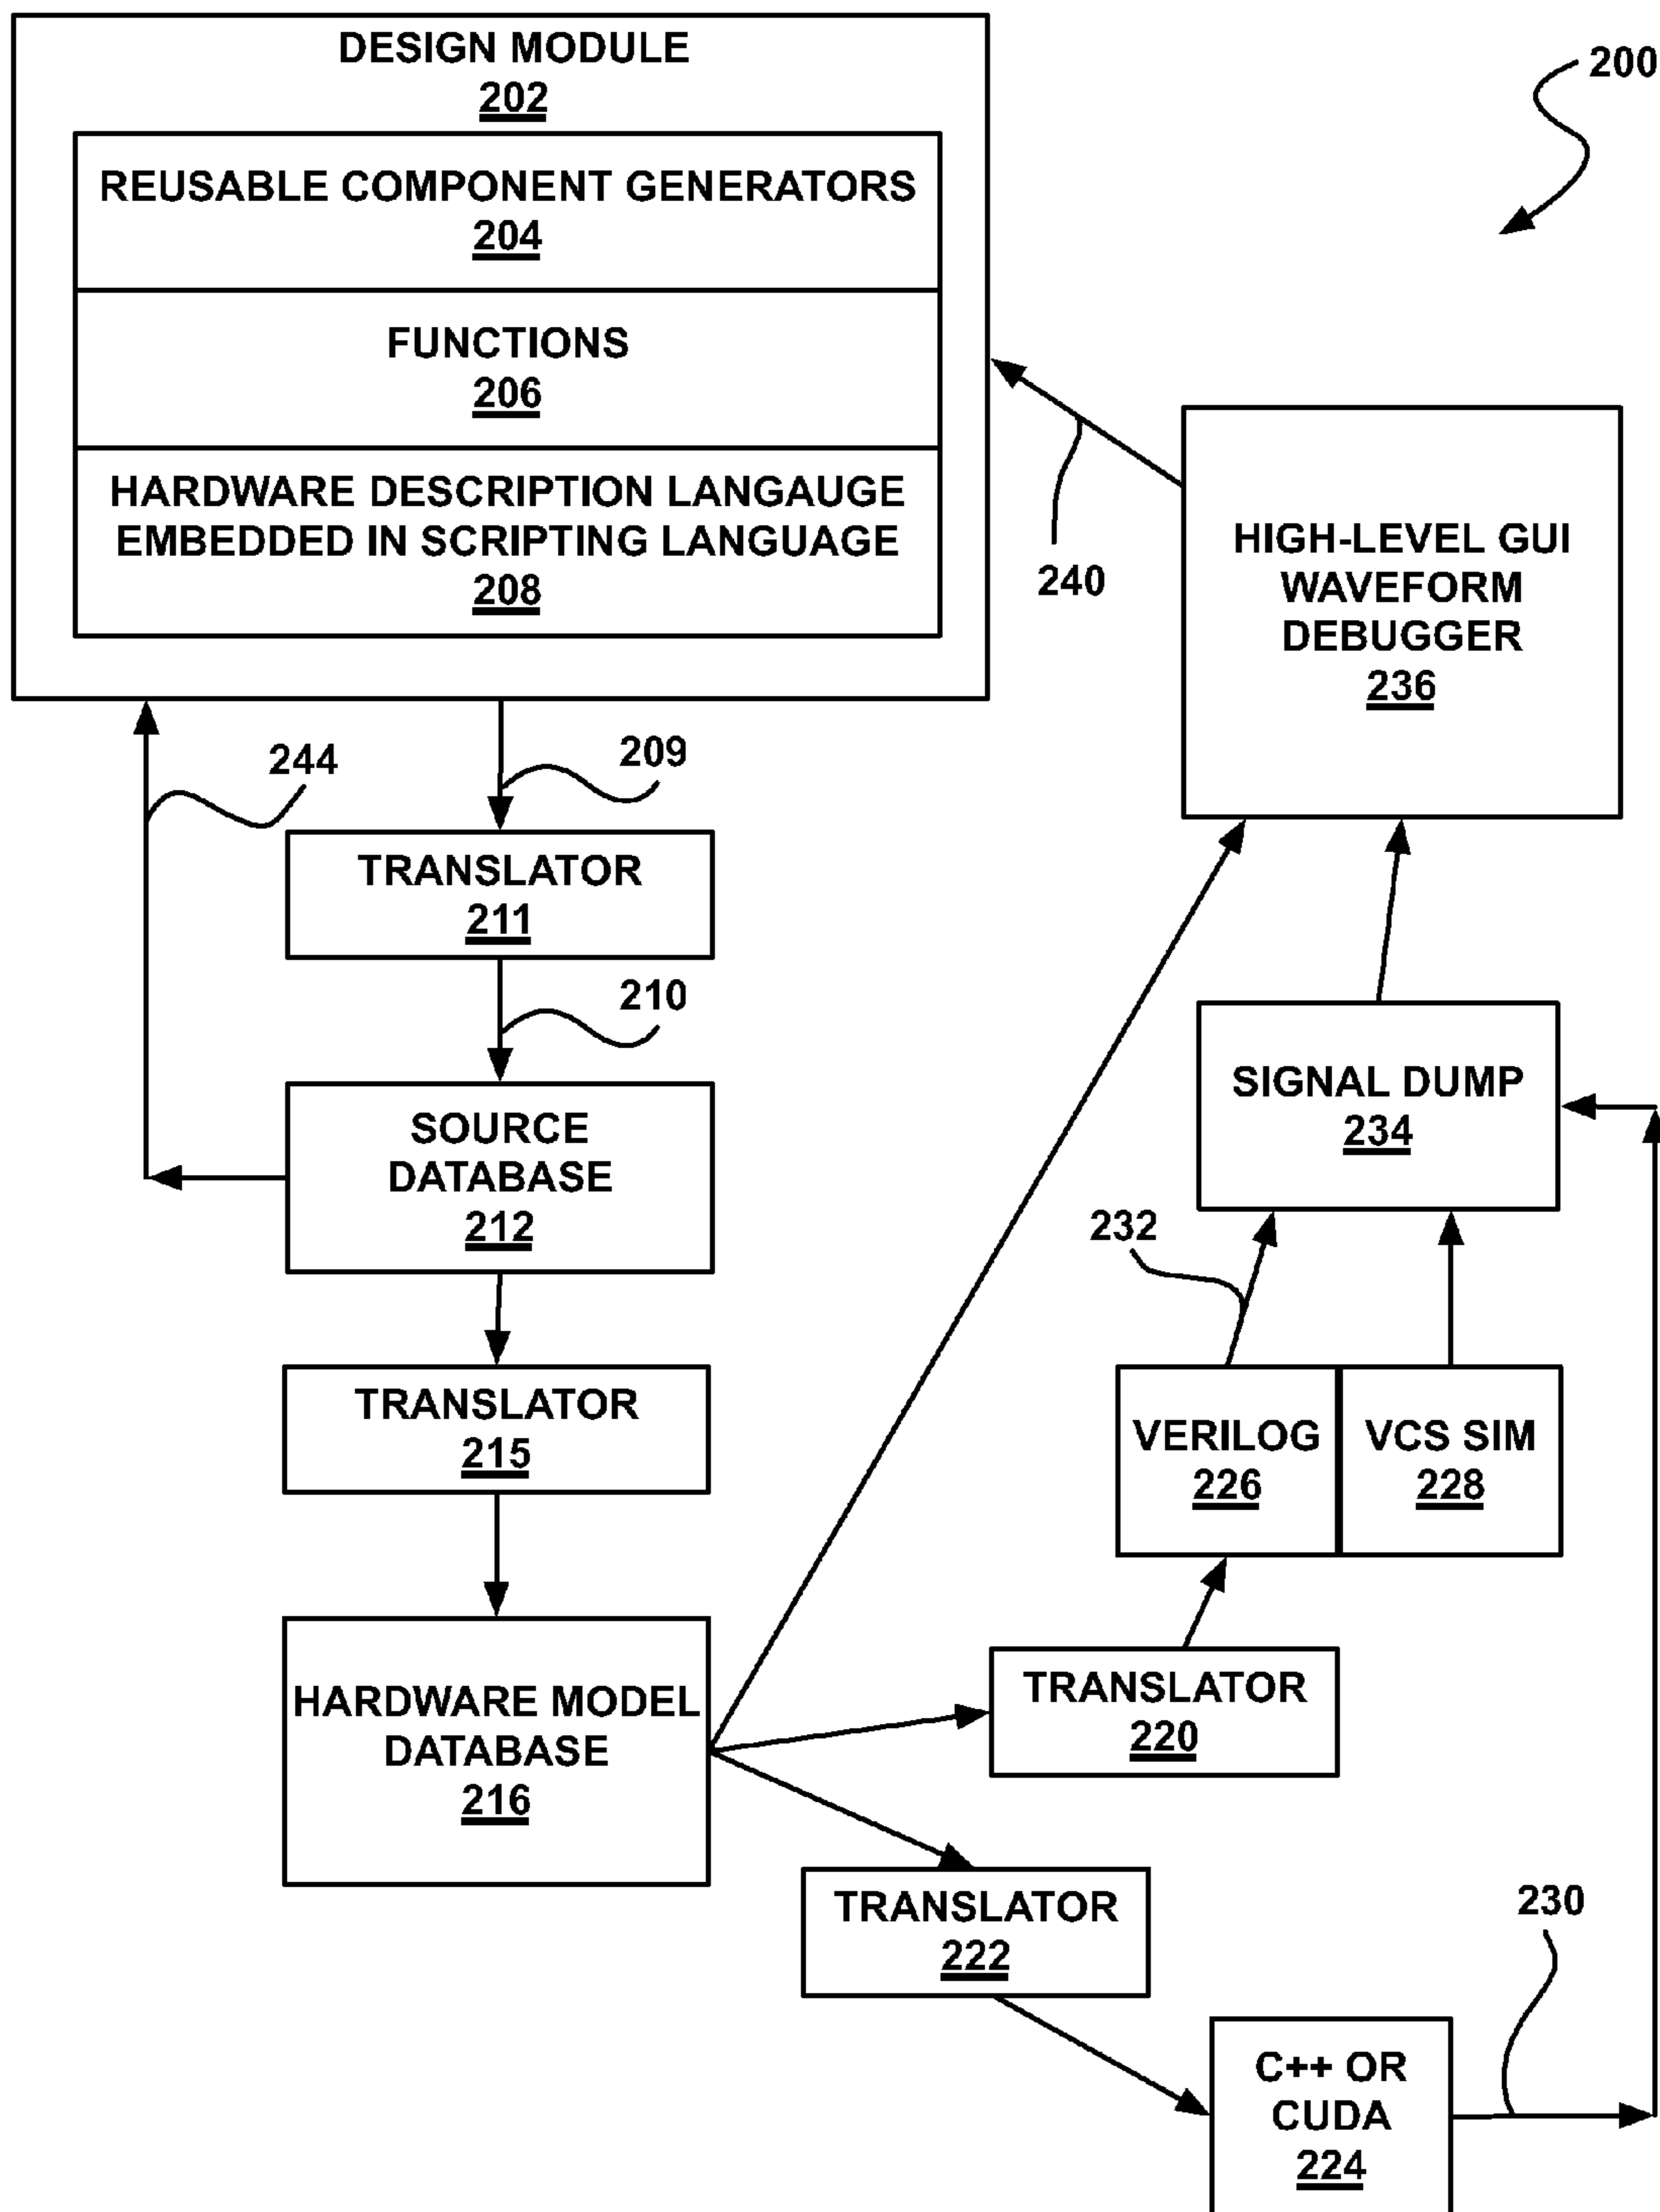 DESIGN MODULE
202
200
REUSABLE COMPONENT GENERATORS
204
FUNCTIONS
206
HARDWARE DESCRIPTION LANGAUGE
EMBEDDED IN SCRIPTING LANGUAGE
208
240
HIGH-LEVEL GUI
WAVEFORM
DEBUGGER
236
244
209
TRANSLATOR
211
210
SOURCE
DATABASE
212
SIGNAL DUMP
234
232
TRANSLATOR
215
VERILOG
226
VCS SIM
228
HARDWARE MODEL
DATABASE
216
TRANSLATOR
220
TRANSLATOR
222
230
C++ OR
CUDA
224